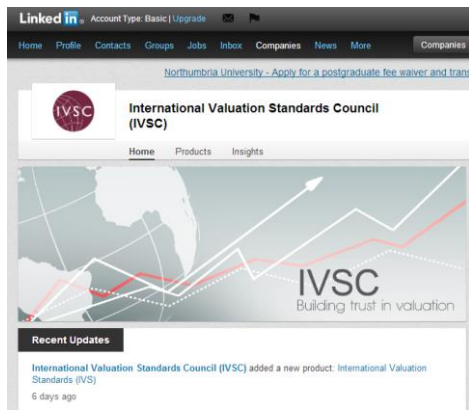 Linked in. Account Type: Basic | Upgrade
Home Profile Contacts Groups Jobs Inbox Companies News More Companies
Northumbria University - Apply for a postgraduate fee waiver and trans
IVSC
International Valuation Standards Council
(IVSC)
Home Products Insights
IVSC
Building trust in valuation
Recent Updates
International Valuation Standards Council (IVSC) added a new product: International Valuation
Standards (IVS)
6 days ago